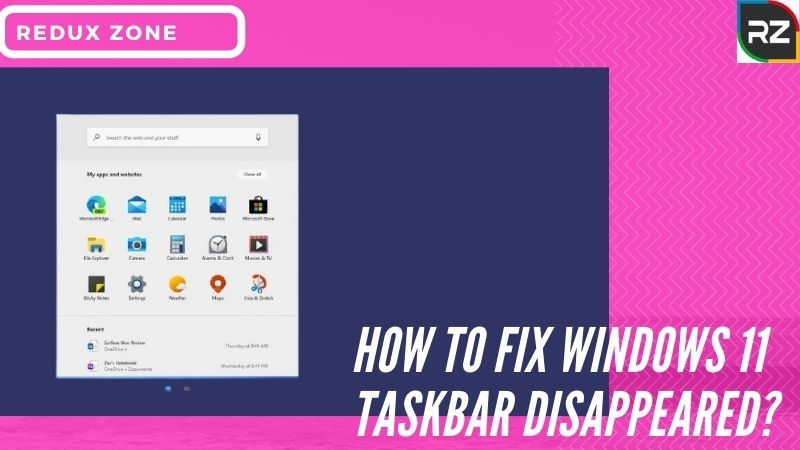 REDUX ZONE
RZ
Search the web and your stuff
My apps and websites
Show all
Microsoft Edge ...
Mail
Calendar
Photos
Microsoft Store
File Explorer
Camera
Calculator
Alarms & Clock
Movies & TV
Sticky Notes
Settings
Weather
Maps
Snip & Sketch
Recent
Surface Neo Review
Thursday at 9:41 AM
OneDrive »
Zac's Notebook
Wednesday at 8:41 PM
OneDrive » Documents
HOW TO FIX WINDOWS 11
TASKBAR DISAPPEARED?